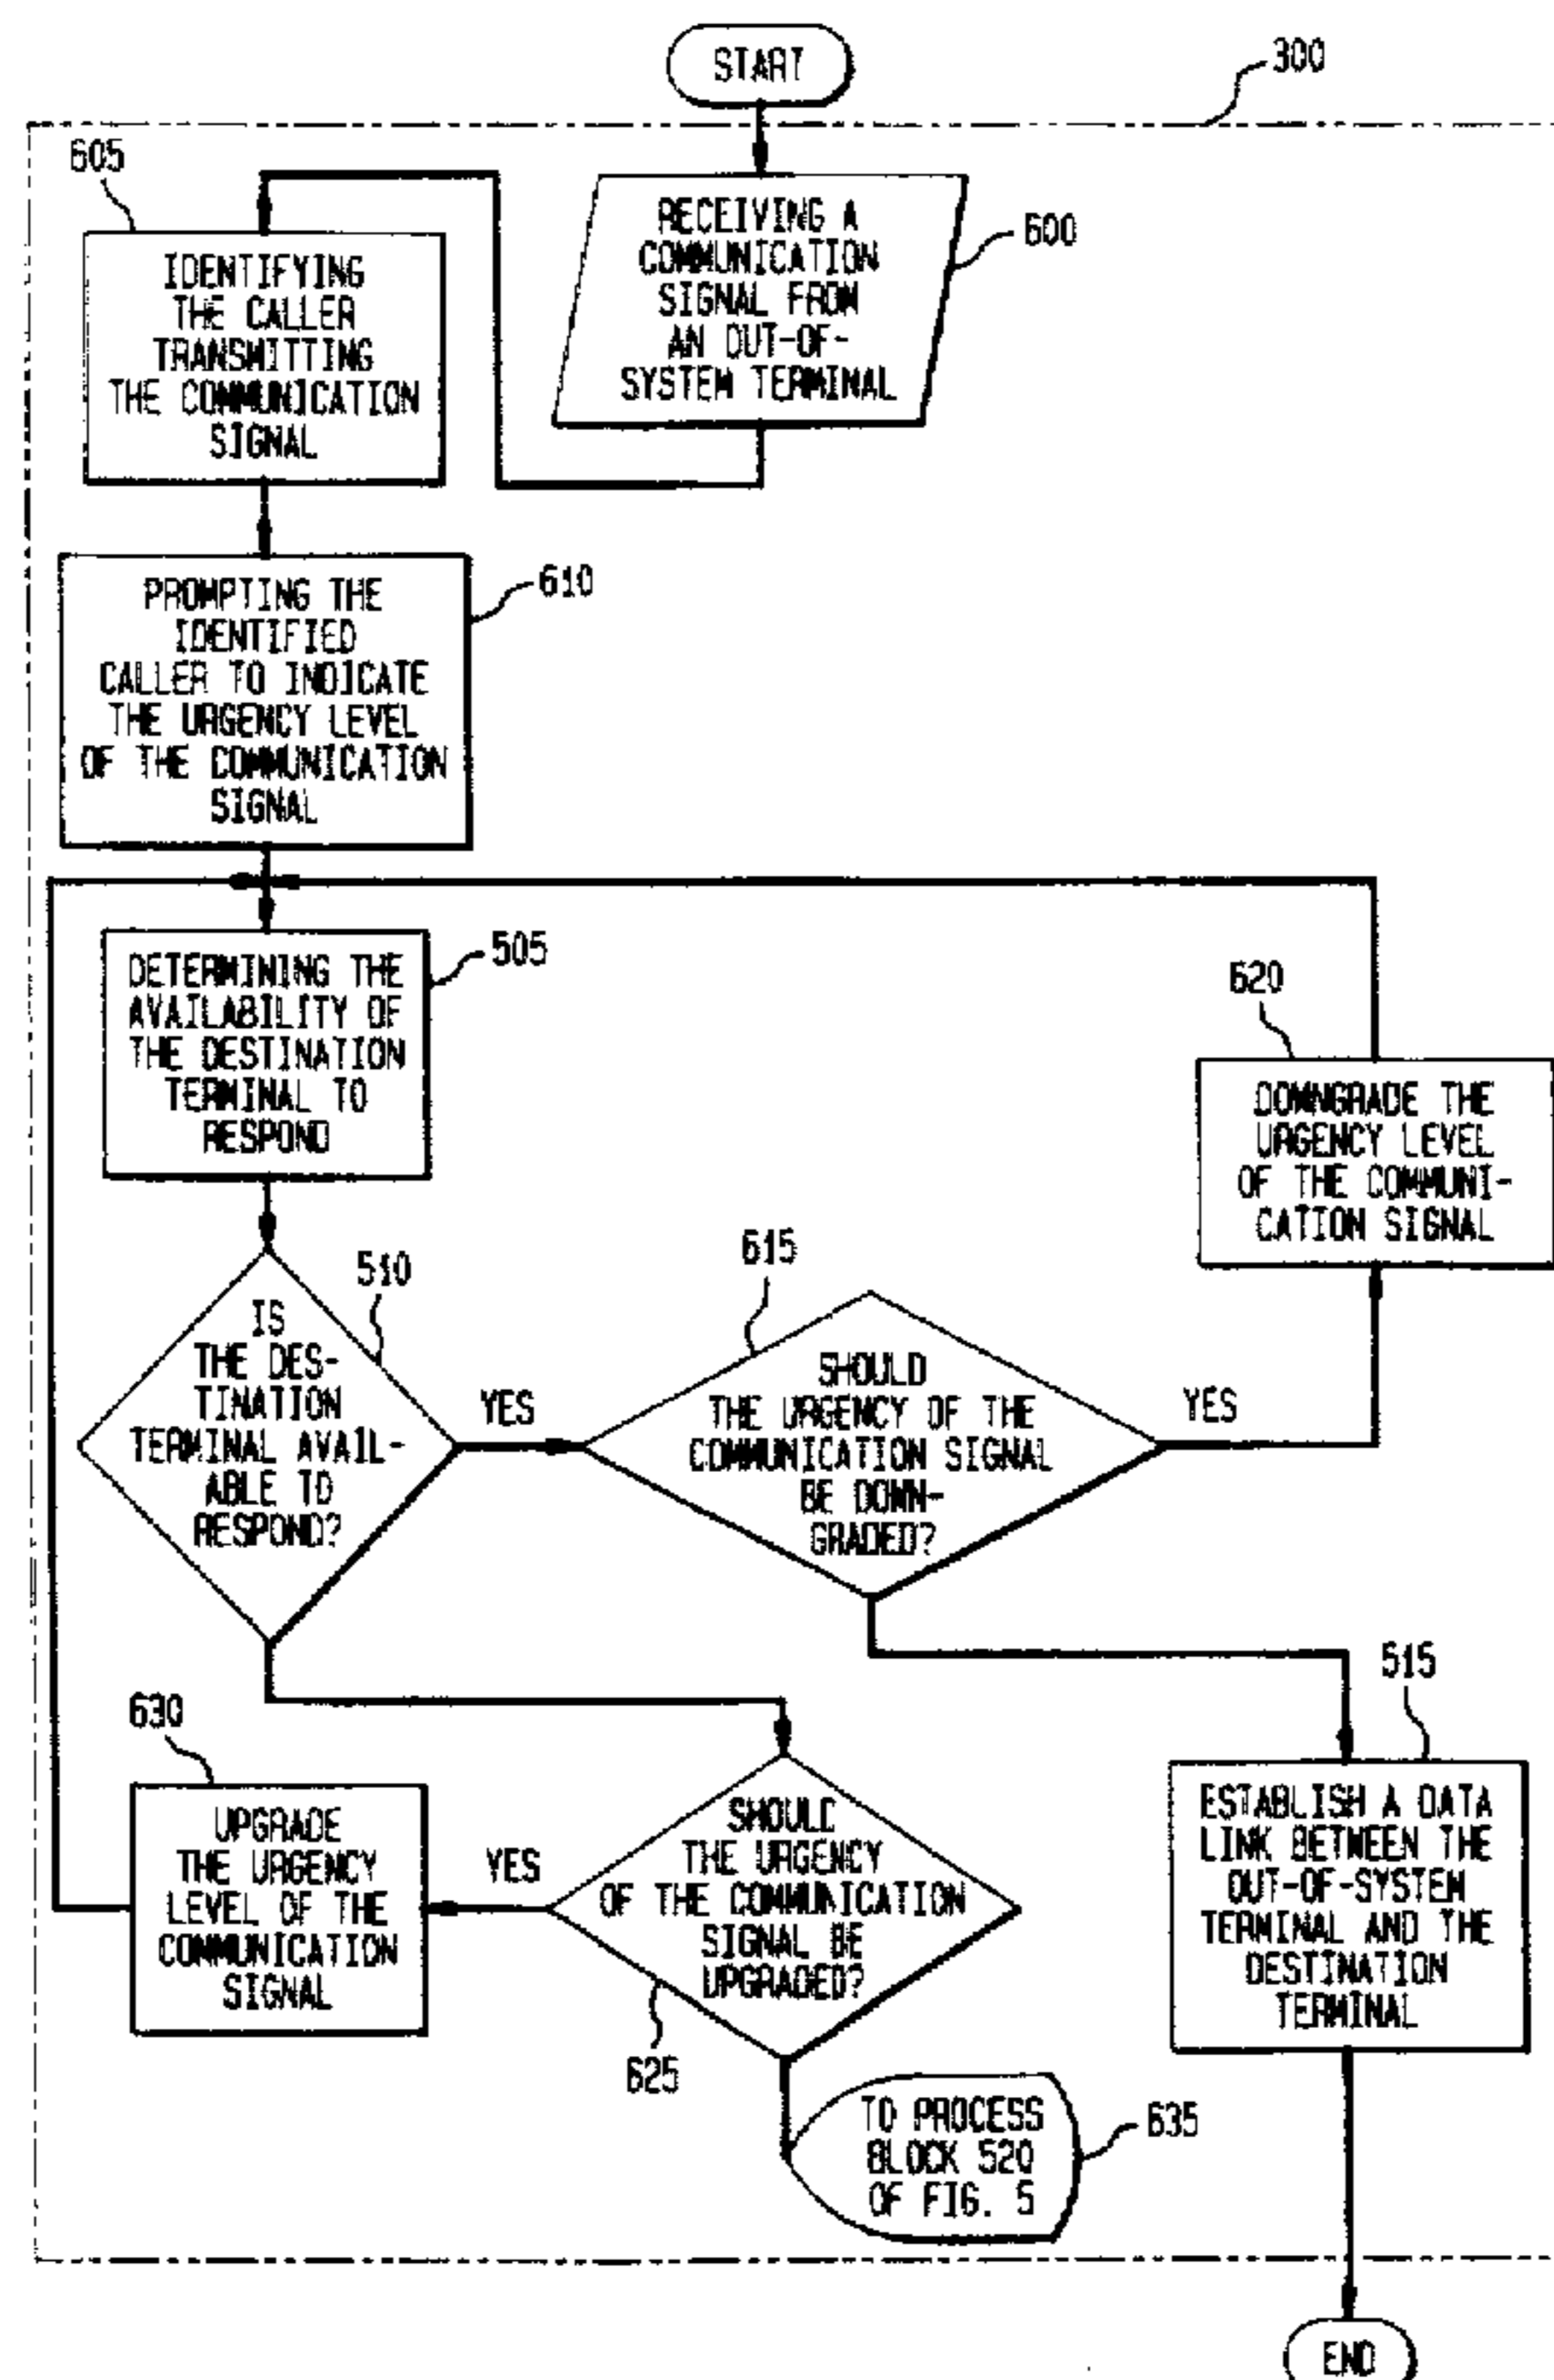 START
300
605
RECEIVING A
COMMUNICATION
SIGNAL FROM
AN OUT-OF-
SYSTEM TERMINAL
600
IDENTIFYING
THE CALLER
TRANSMITTING
THE COMMUNICATION
SIGNAL
PROMPTING THE
IDENTIFIED
CALLER TO INDICATE
THE URGENCY LEVEL
OF THE COMMUNICATION
SIGNAL
610
DETERMINING THE
AVAILABILITY OF
THE DESTINATION
TERMINAL TO
RESPOND
505
620
DOWNGRADE THE
URGENCY LEVEL
OF THE COMMUNI-
CATION SIGNAL
IS
THE DES-
TINATION
TERMINAL AVAIL-
ABLE TO
RESPOND?
510
YES
615
SHOULD
THE URGENCY OF THE
COMMUNICATION SIGNAL
BE DOWN-
GRADED?
YES
630
UPGRADE
THE URGENCY
LEVEL OF THE
COMMUNICATION
SIGNAL
YES
SHOULD
THE URGENCY
OF THE COMMUNICATION
SIGNAL BE
UPGRADED?
625
515
ESTABLISH A DATA
LINK BETWEEN THE
OUT-OF-SYSTEM
TERMINAL AND THE
DESTINATION
TERMINAL
TO PROCESS
BLOCK 520
OF FIG. 5
635
END